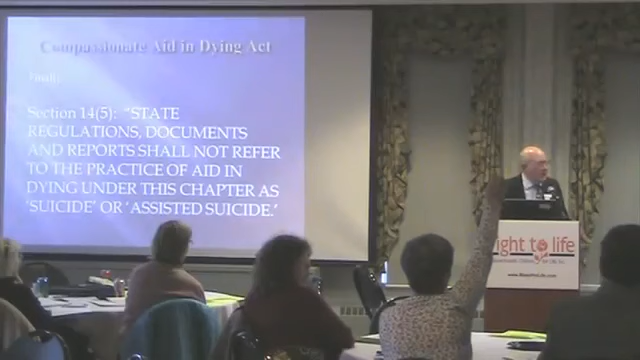 Compassionate Aid in Dying Act
Section 14(5): “STATE
REGULATIONS, DOCUMENTS
AND REPORTS SHALL NOT REFER
TO THE PRACTICE OF AID IN
DYING UNDER THIS CHAPTER AS
‘SUICIDE’ OR ‘ASSISTED SUICIDE.’
ight to life